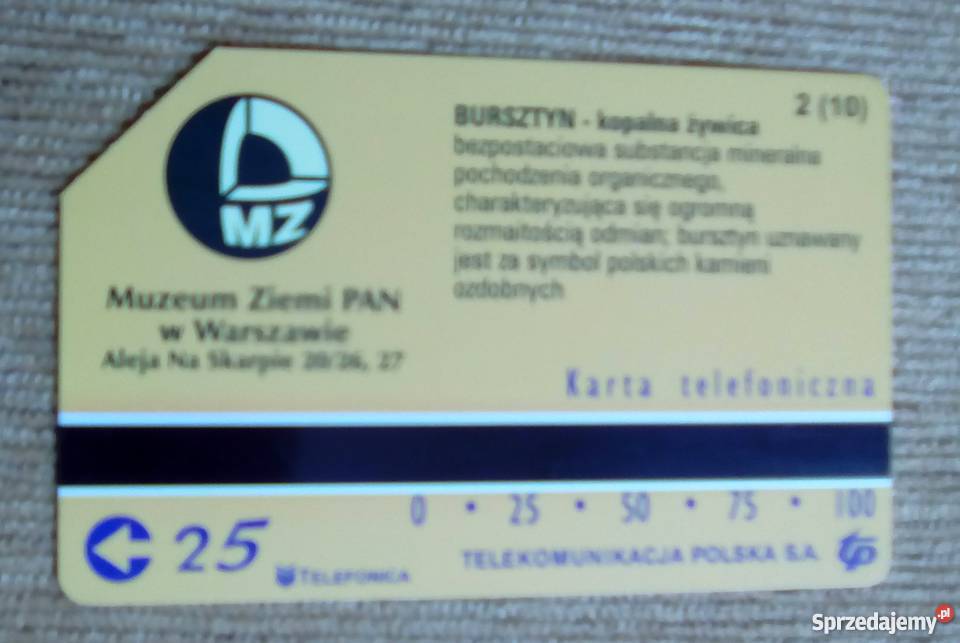 MZ
Muzeum Ziemi PAN
w Warszawie
Aleja Na Skarpie 20/26, 27
2 (10)
BURSZTYN - kopalna żywica
bezpostaciowa substancja mineralna
pochodzenia organicznego,
charakteryzująca się ogromną
rozmaitością odmian; bursztyn uznawany
jest za symbol polskich kamieni
ozdobnych
Karta telefoniczna
0 • 25 • 50 • 75 • 100
25
TELEFONICA
TELEKOMUNIKACJA POLSKA S.A.
tp
Sprzedajemy.pl